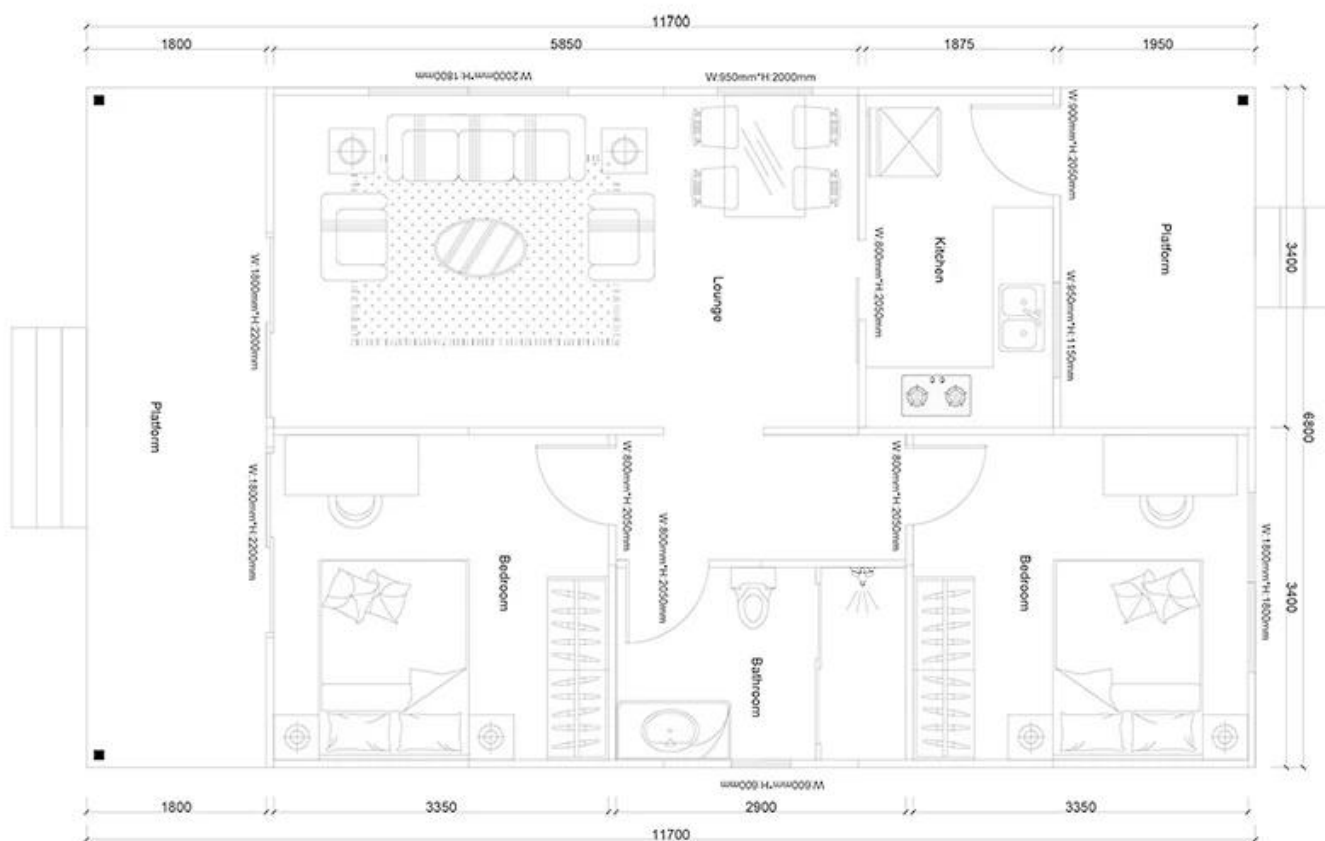 11700
1800
5850
1875
1950
W:2000mm*H:1800mm
W:950mm*H:2000mm
W:900mm*H:2050mm
W:1800mm*H:2200mm
Lounge
W:800mm*H:2050mm
Kitchen
W:950mm*H:1150mm
Platform
3400
6800
Platform
W:1800mm*H:2200mm
Bedroom
W:800mm*H:2050mm
W:800mm*H:2050mm
Bathroom
W:800mm*H:2050mm
Bedroom
W:1800mm*H:1800mm
3400
W:600mm*H:600mm
1800
3350
2900
3350
11700